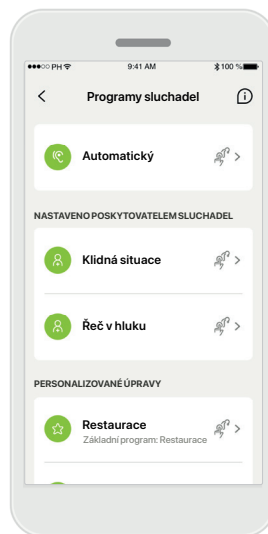 PH 9:41 AM 100 %
Programy sluchadel
Automatický
NASTAVENO POSKYTOVATELEM SLUCHADEL
Klidná situace
Řeč v hluku
PERSONALIZOVANÉ ÚPRAVY
Restaurace
Základní program: Restaurace